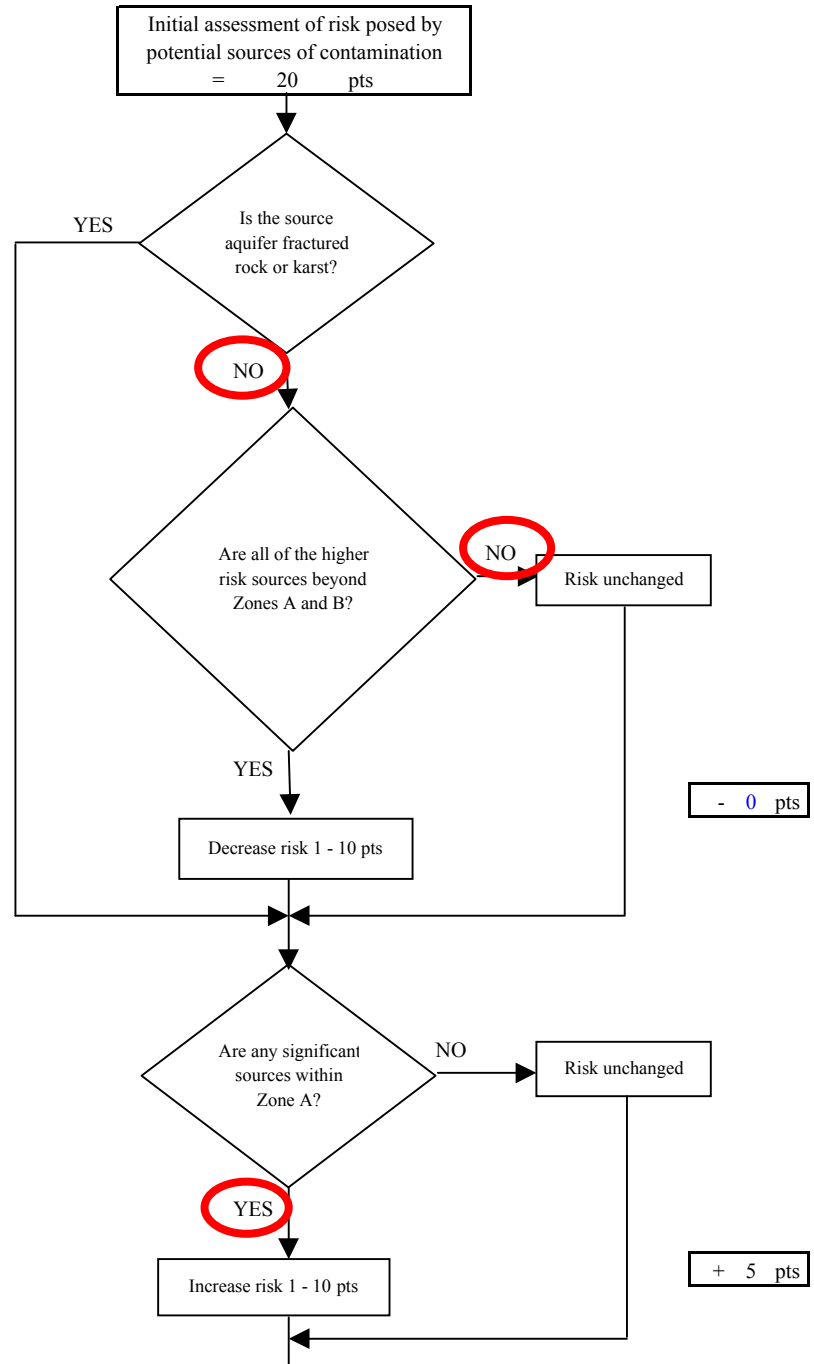 Initial assessment of risk posed by
potential sources of contamination
= 20 pts
YES
Is the source
aquifer fractured
rock or karst?
NO
Are all of the higher
risk sources beyond
Zones A and B?
NO
Risk unchanged
YES
- 0 pts
Decrease risk 1 - 10 pts
Are any significant
sources within
Zone A?
NO
Risk unchanged
YES
+ 5 pts
Increase risk 1 - 10 pts